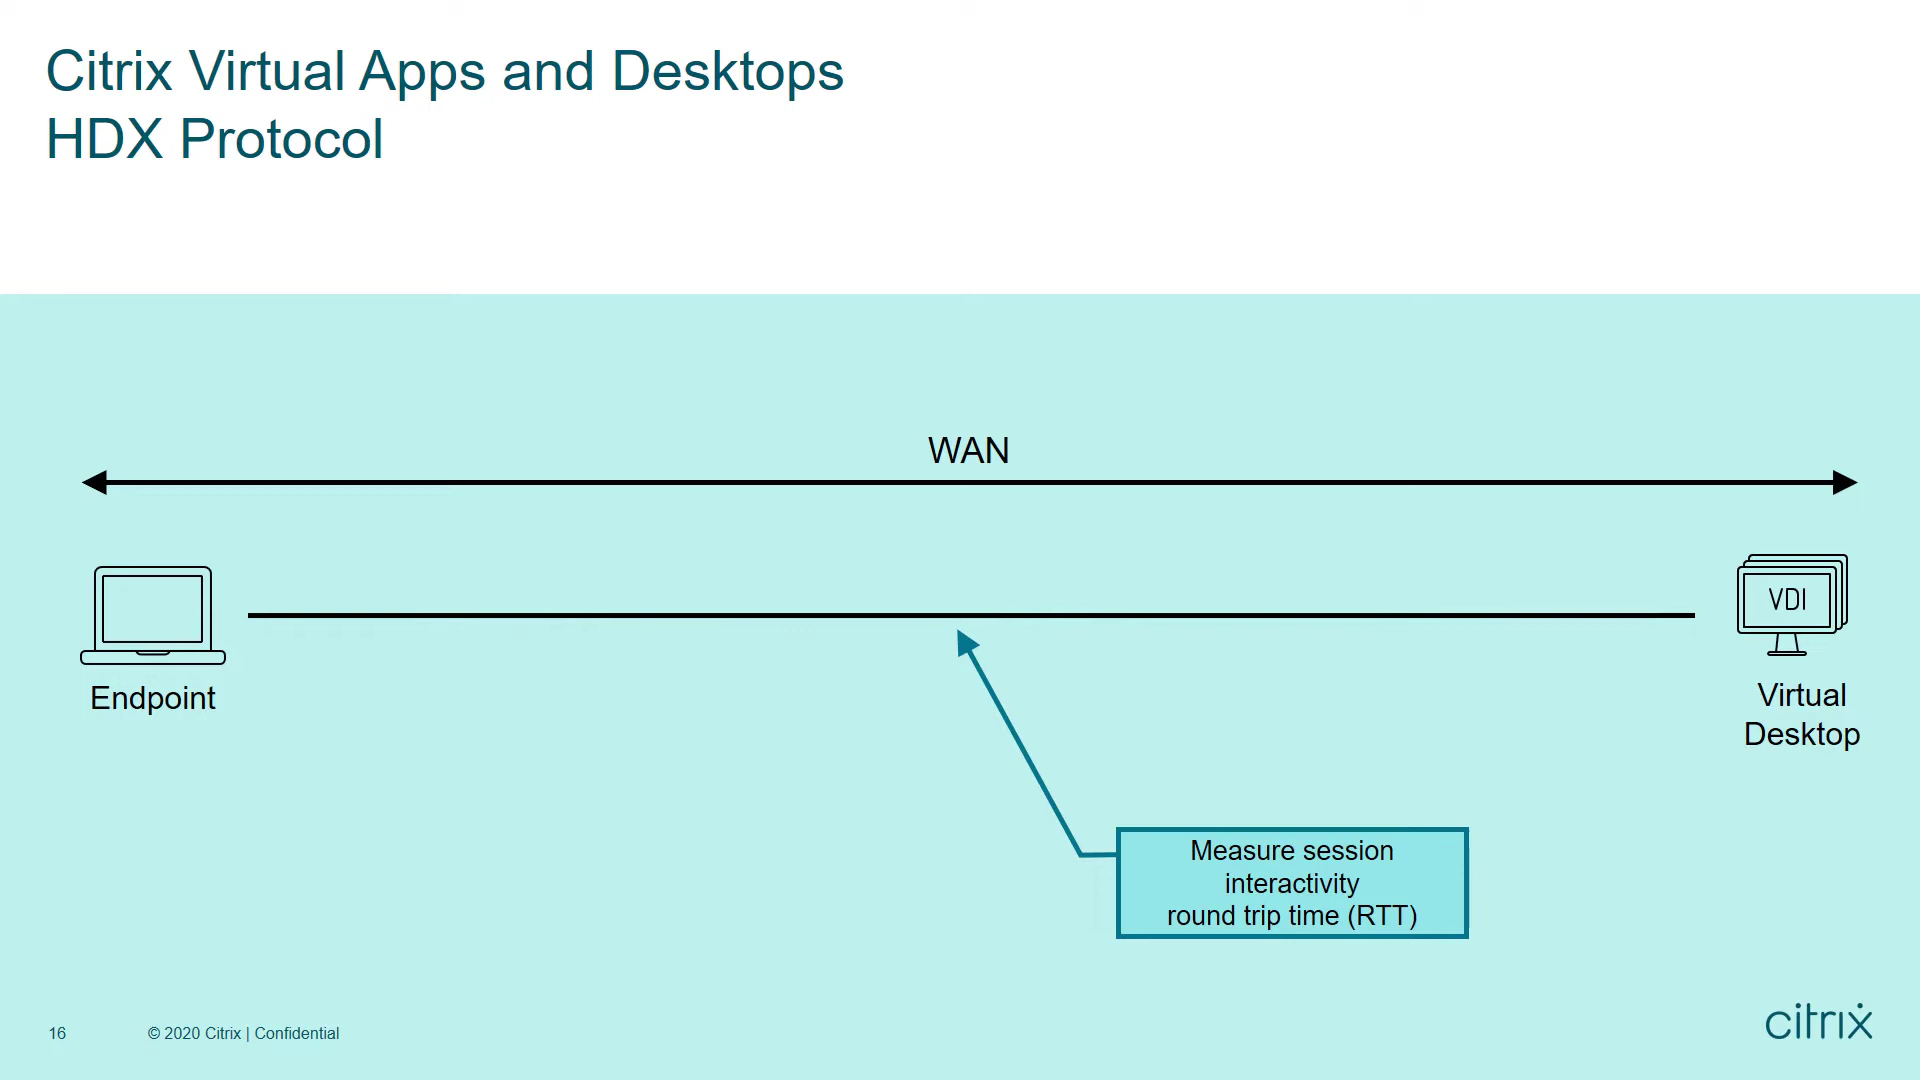 Citrix Virtual Apps and Desktops
HDX Protocol
WAN
VDI
Endpoint
Virtual
Desktop
Measure session
interactivity
round trip time (RTT)
16
© 2020 Citrix | Confidential
citrix